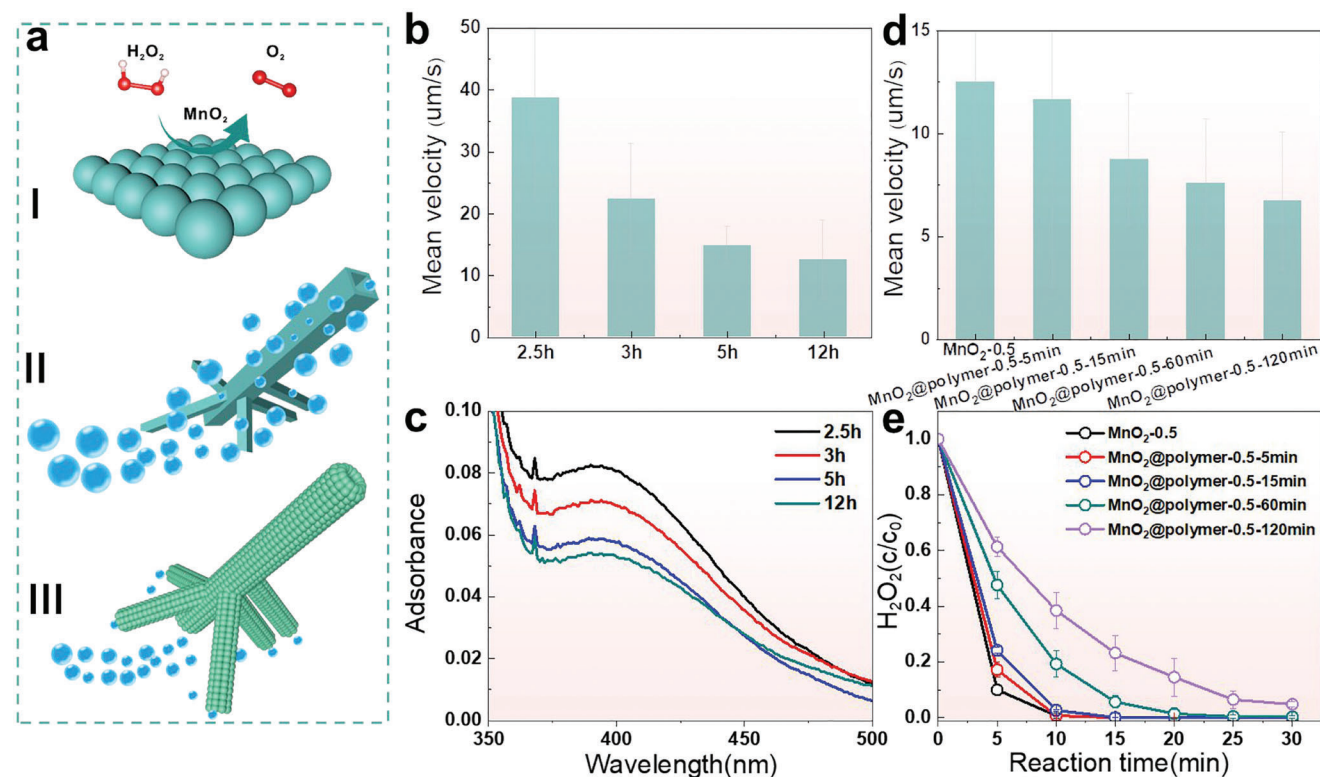 a
H₂O₂
O₂
MnO₂
I
II
III
b
Mean velocity (um/s)
50
40
30
20
10
0
2.5h 3h 5h 12h
d
Mean velocity (um/s)
15
10
5
0
MnO₂-0.5
MnO₂@polymer-0.5-5min
MnO₂@polymer-0.5-15min
MnO₂@polymer-0.5-60min
MnO₂@polymer-0.5-120min
c
Adsorbance
0.10
0.08
0.06
0.04
0.02
0.00
2.5h
3h
5h
12h
350 400 450 500
Wavelength(nm)
e
H₂O₂(c/c₀)
1.0
0.8
0.6
0.4
0.2
0.0
MnO₂-0.5
MnO₂@polymer-0.5-5min
MnO₂@polymer-0.5-15min
MnO₂@polymer-0.5-60min
MnO₂@polymer-0.5-120min
0 5 10 15 20 25 30
Reaction time(min)